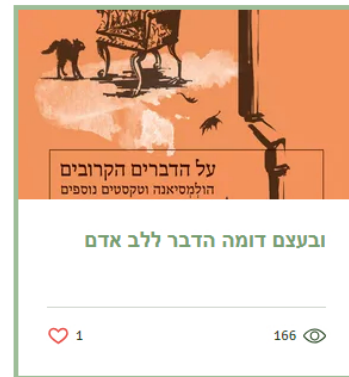 על הדברים הקרובים
הולמסיאנה וטקסטים נוספים
ובעצם דומה הדבר ללב אדם
1
166